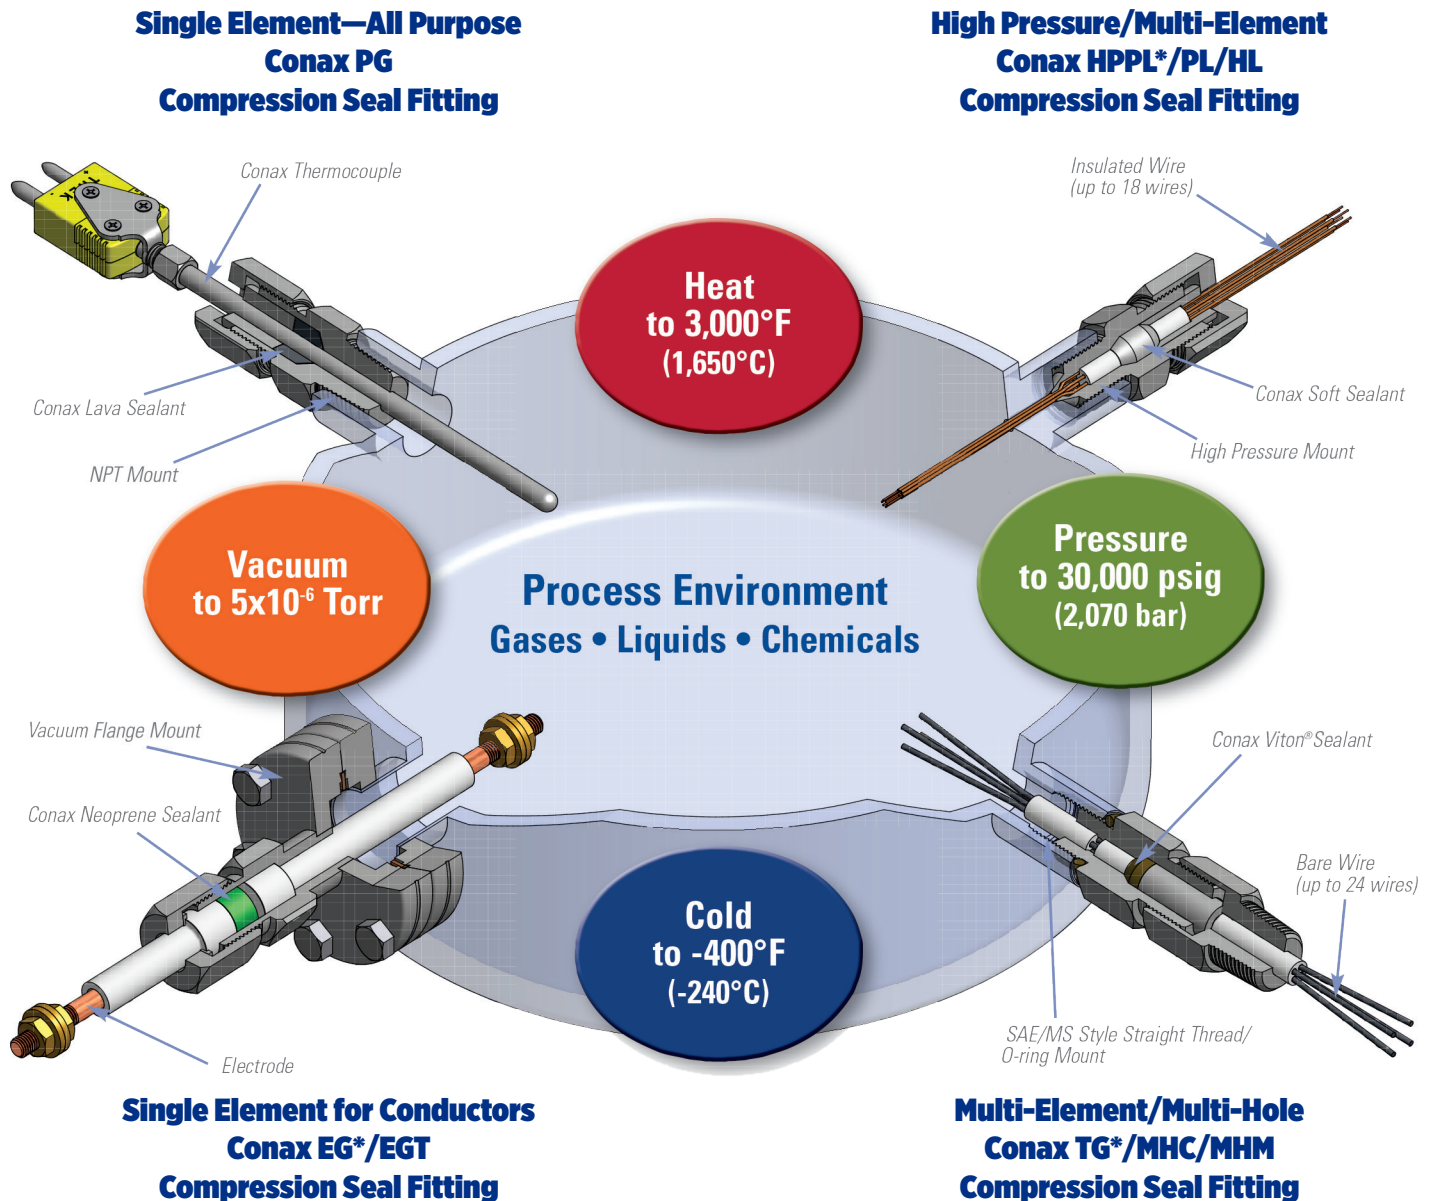 Single Element—All Purpose
Conax PG
Compression Seal Fitting
High Pressure/Multi-Element
Conax HPPL*/PL/HL
Compression Seal Fitting
Conax Thermocouple
Insulated Wire
(up to 18 wires)
Heat
to 3,000°F
(1,650°C)
Conax Lava Sealant
Conax Soft Sealant
NPT Mount
High Pressure Mount
Vacuum
to 5x10⁻⁶ Torr
Process Environment
Gases • Liquids • Chemicals
Pressure
to 30,000 psig
(2,070 bar)
Vacuum Flange Mount
Conax Viton® Sealant
Conax Neoprene Sealant
Bare Wire
(up to 24 wires)
Cold
to -400°F
(-240°C)
SAE/MS Style Straight Thread/
O-ring Mount
Electrode
Single Element for Conductors
Conax EG*/EGT
Compression Seal Fitting
Multi-Element/Multi-Hole
Conax TG*/MHC/MHM
Compression Seal Fitting